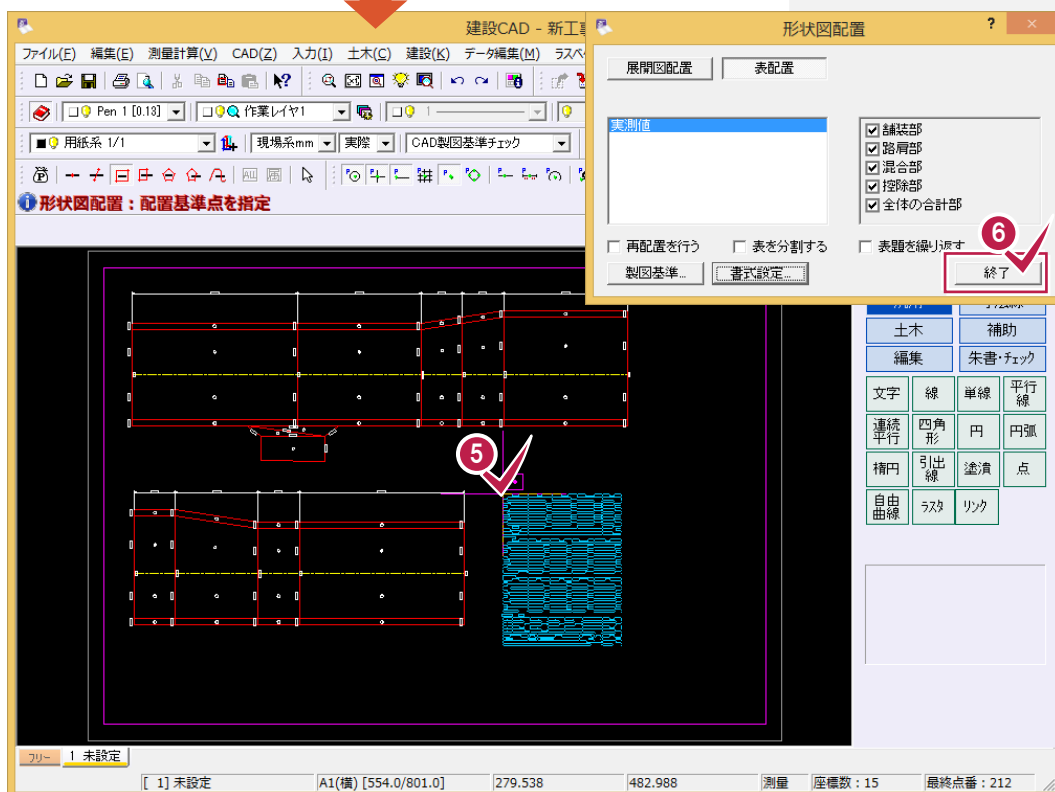 建設CAD - 新工事
形状図配置
?
ファイル(F) 編集(E) 測量計算(V) CAD(Z) 入力(I) 土木(C) 建設(K) データ編集(M)
展開図配置 表配置
Pen 1 [0.13] 作業レイヤ1 1
実測値
舗装部
路肩部
混合部
控除部
全体の合計部
用紙系 1/1 現場系mm 実際 CAD製図基準チェック
ALL
形状図配置:配置基準点を指定
再配置を行う 表を分割する 表題を繰り返す
6
製図基準... 書式設定... 終了
土木 補助
編集 朱書・チェック
文字 線 単線 平行線
連続平行 四角形 円 円弧
楕円 引出線 塗潰 点
自由曲線 ラスタ リンク
5
フリー 1 未設定
[ 1] 未設定 A1(横) [554.0/801.0] 279.538 482.988 測量 座標数:15 最終点番:212